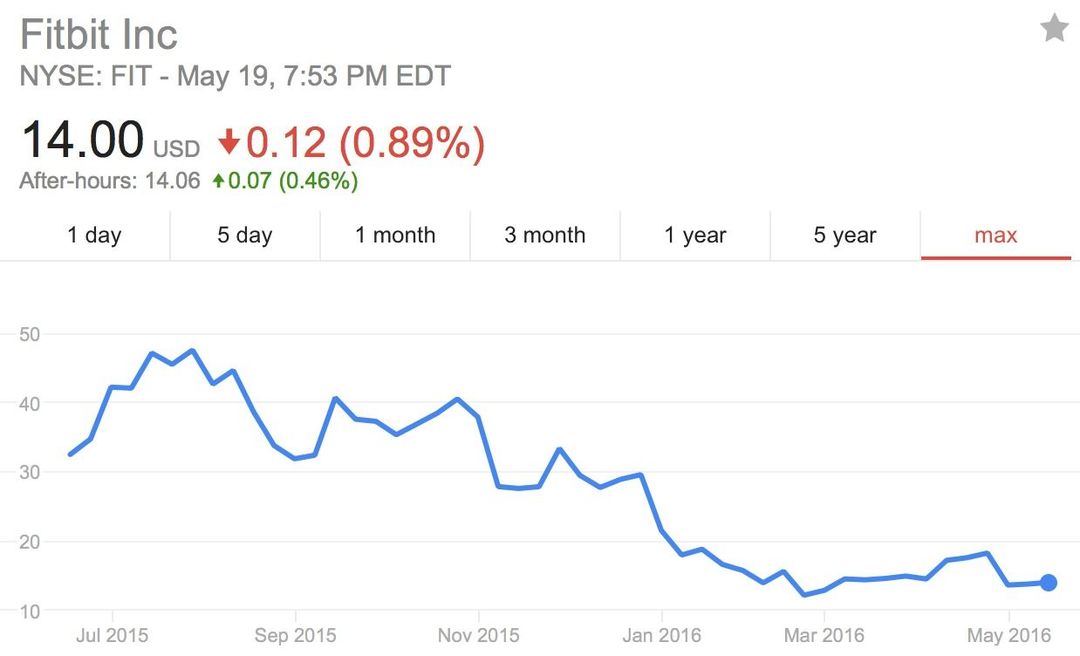 Fitbit Inc
NYSE: FIT - May 19, 7:53 PM EDT
14.00 USD ↓0.12 (0.89%)
After-hours: 14.06 ↑0.07 (0.46%)
1 day 5 day 1 month 3 month 1 year 5 year max
50
40
30
20
10
Jul 2015 Sep 2015 Nov 2015 Jan 2016 Mar 2016 May 2016